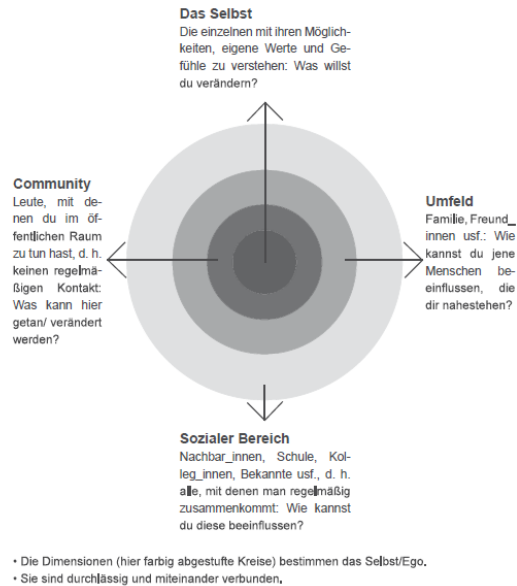 Das Selbst
Die einzelnen mit ihren Möglich-
keiten, eigene Werte und Ge-
fühle zu verstehen: Was willst
du verändern?
Community
Leute, mit de-
nen du im öf-
fentlichen Raum
zu tun hast, d. h.
keinen regelmä-
ßigen Kontakt:
Was kann hier
getan/ verändert
werden?
Umfeld
Familie, Freund_
innen usf.: Wie
kannst du jene
Menschen be-
einflussen, die
dir nahestehen?
Sozialer Bereich
Nachbar_innen, Schule, Kol-
leg_innen, Bekannte usf., d. h.
alle, mit denen man regelmäßig
zusammenkommt: Wie kannst
du diese beeinflussen?
• Die Dimensionen (hier farbig abgestufte Kreise) bestimmen das Selbst/Ego.
• Sie sind durchlässig und miteinander verbunden,